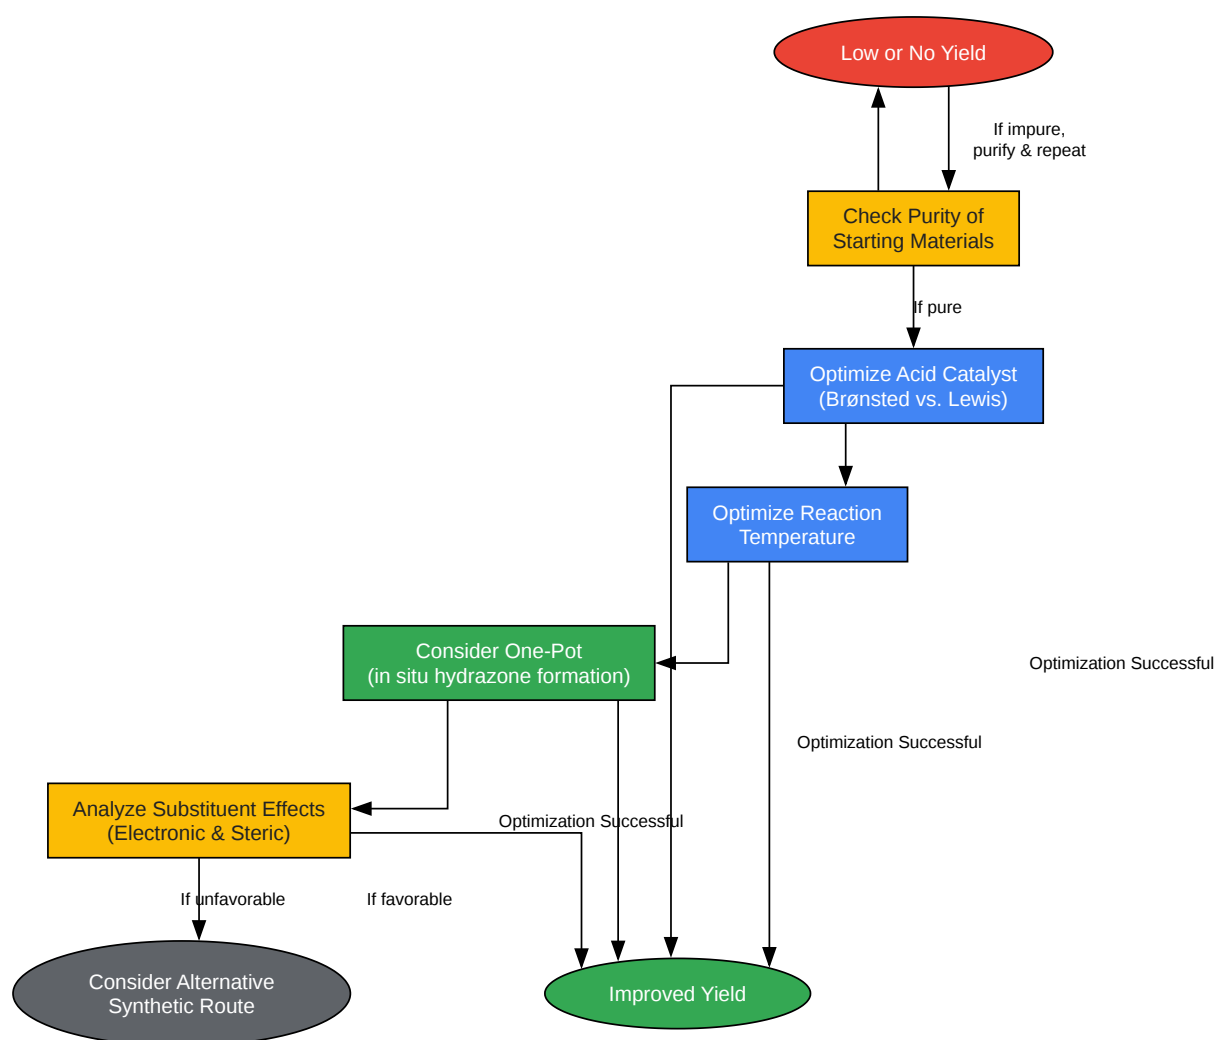 Low or No Yield
If impure,
purify & repeat
Check Purity of
Starting Materials
If pure
Optimize Acid Catalyst
(Brønsted vs. Lewis)
Optimize Reaction
Temperature
Consider One-Pot
(in situ hydrazone formation)
Optimization Successful
Optimization Successful
Analyze Substituent Effects
(Electronic & Steric)
Optimization Successful
If unfavorable
If favorable
Consider Alternative
Synthetic Route
Improved Yield